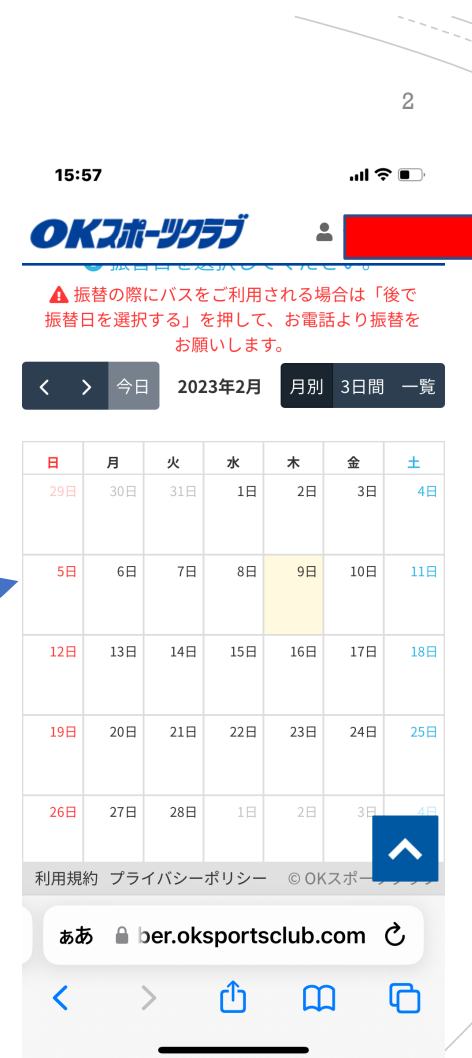 2
15:57
OKスポーツクラブ
振替の際にバスをご利用される場合は「後で
振替日を選択する」を押して、お電話より振替を
お願いします。
今日 2023年2月 月別 3日間 一覧
日 月 火 水 木 金 土
29日 30日 31日 1日 2日 3日 4日
5日 6日 7日 8日 9日 10日 11日
12日 13日 14日 15日 16日 17日 18日
19日 20日 21日 22日 23日 24日 25日
26日 27日 28日 1日 2日 3日 4日
利用規約 プライバシーポリシー © OKスポー
ぁあ ber.oksportsclub.com